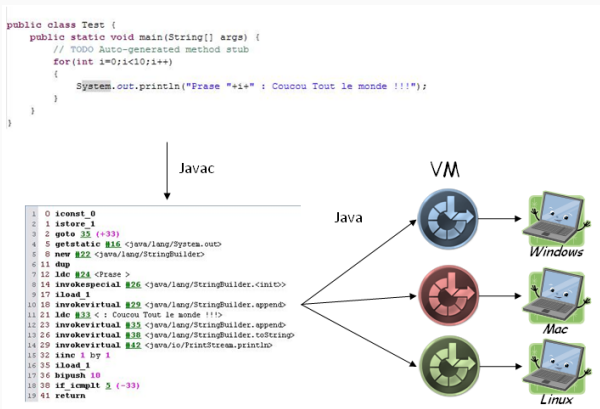 public class Test {
public static void main(String[] args) {
// TODO Auto-generated method stub
for(int i=0;i<10;i++)
{
System.out.println("Prase "+i+" : Coucou Tout le monde !!!");
}
}
}
Javac
VM
Java
1 0 iconst_0
2 1 istore_1
3 2 goto 35 (+33)
4 5 getstatic #16 <java/lang/System.out>
5 8 new #22 <java/lang/StringBuilder>
6 11 dup
7 12 ldc #24 <Prase >
8 14 invokespecial #26 <java/lang/StringBuilder.<init>>
9 17 iload_1
10 18 invokevirtual #29 <java/lang/StringBuilder.append>
11 21 ldc #33 < : Coucou Tout le monde !!!>
12 23 invokevirtual #35 <java/lang/StringBuilder.append>
13 26 invokevirtual #38 <java/lang/StringBuilder.toString>
14 29 invokevirtual #42 <java/io/PrintStream.println>
15 32 iinc 1 by 1
16 35 iload_1
17 36 bipush 10
18 38 if_icmplt 5 (-33)
19 41 return
Windows
Mac
Linux